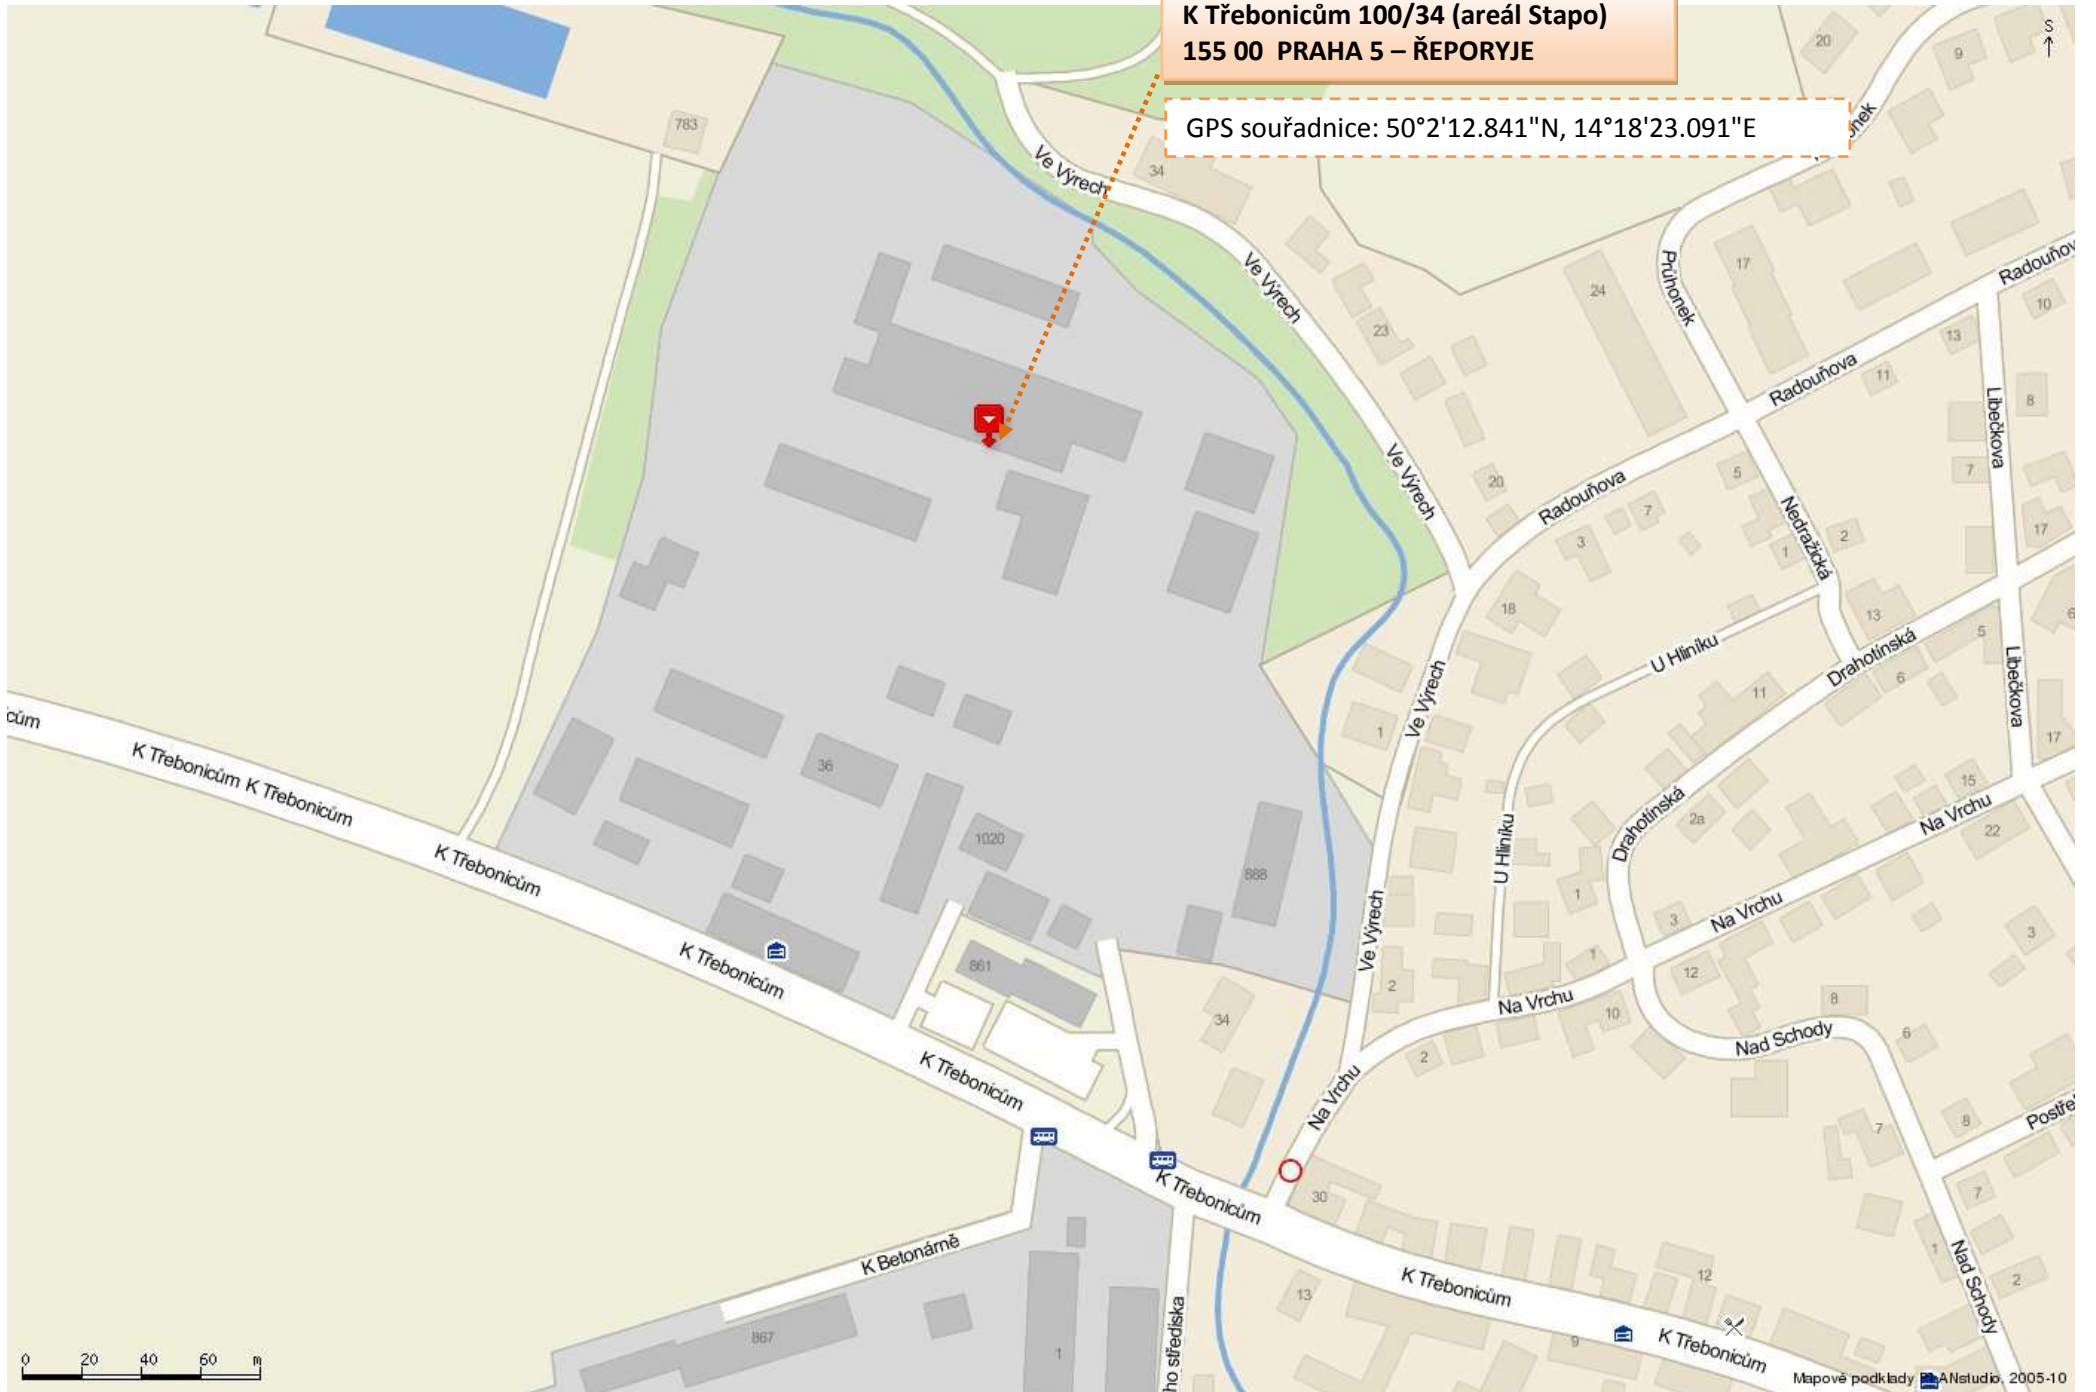 K Třebonicům 100/34 (areál Stapo)
155 00 PRAHA 5 – ŘEPORYJE
GPS souřadnice: 50°2'12.841"N, 14°18'23.091"E
S
20
9
783
34
Ve Výrech
Ve Výrech
Průhonek
17
24
23
10
13
Radouňova
11
8
Libečkova
Ve Výrech
20
Radouňova
5
7
7
Nedražická
17
3
1
2
18
13
Drahotínská
5
6
U Hliníku
6
Libečkova
11
Ve Výrech
1
17
cům
K Třebonicům
K Třebonicům
36
15
Drahotínská
2a
Na Vrchu
22
K Třebonicům
1020
U Hliníku
888
1
3
Na Vrchu
3
Ve Výrech
K Třebonicům
861
1
12
2
Na Vrchu
10
8
34
Nad Schody
6
2
K Třebonicům
Na Vrchu
8
7
K Třebonicům
30
7
K Betonárně
1
Nad Schody
2
K Třebonicům
12
13
ho střediska
867
1
9
K Třebonicům
0 20 40 60 m
Mapové podklady PLANstudio, 2005-10